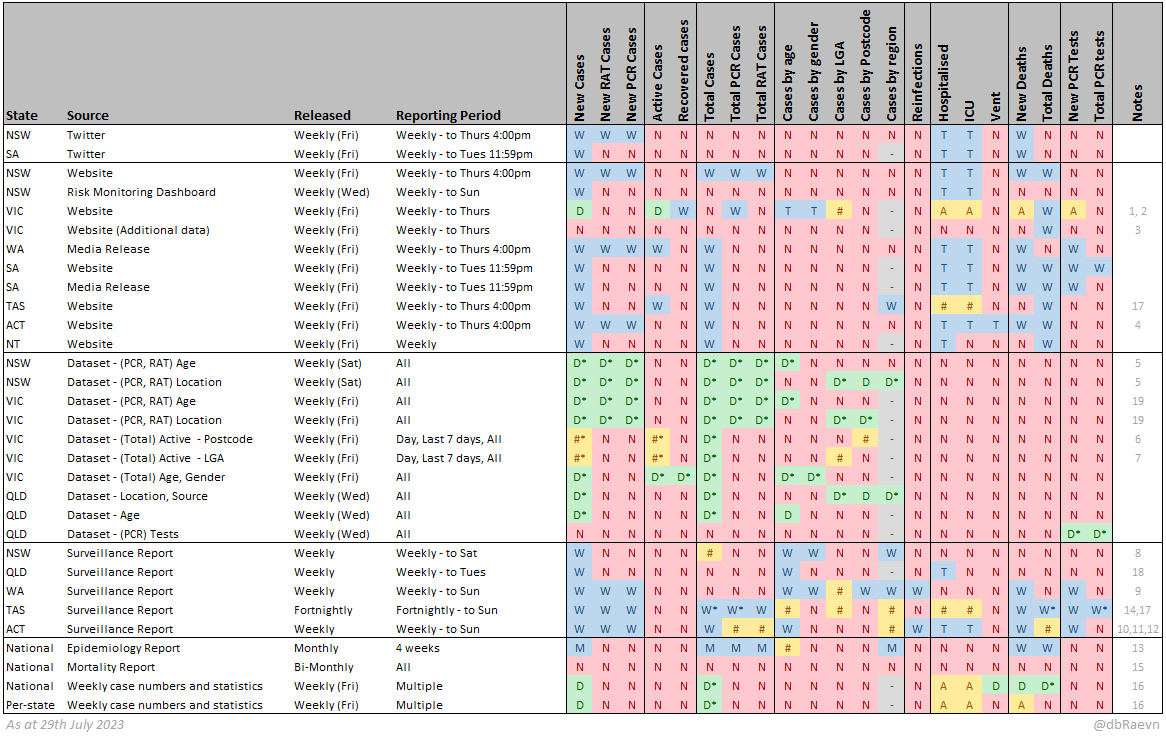 State Source Released Reporting Period New Cases New RAT Cases New PCR Cases Active Cases Recovered cases Total Cases Total PCR Cases Total RAT Cases Cases by age Cases by gender Cases by LGA Cases by Postcode Cases by region Reinfections Hospitalised ICU Vent New Deaths Total Deaths New PCR Tests Total PCR tests Notes
NSW Twitter Weekly (Fri) Weekly - to Thurs 4:00pm W W W N N N N N N N N N N N T T N W N N N
SA Twitter Weekly (Fri) Weekly - to Tues 11:59pm W N N N N N N N N N N N - N T T N W N N N
NSW Website Weekly (Fri) Weekly - to Thurs 4:00pm W W W N N W W W N N N N N N T T N N N N N
NSW Risk Monitoring Dashboard Weekly (Wed) Weekly - to Sun W N N N N N N N N N N N N N T T N N N N N
VIC Website Weekly (Fri) Weekly - to Thurs D N N D W N W N T T # N - N A A N A W A N 1, 2
VIC Website (Additional data) Weekly (Fri) Weekly - to Thurs N N N N N N N N N N N N - N N N N N W N N 3
WA Media Release Weekly (Fri) Weekly - to Thurs 4:00pm W W W W N W N N N N N N N N T T N N W W N
SA Website Weekly (Fri) Weekly - to Tues 11:59pm W N N N N W N N N N N N - N T T N W W W W
SA Media Release Weekly (Fri) Weekly - to Tues 11:59pm W N N N N W N N N N N N - N T T N W W W N
TAS Website Weekly (Fri) Weekly - to Thurs 4:00pm W N N W N W N N N N N N W N # # N N W N N 17
ACT Website Weekly (Fri) Weekly - to Thurs 4:00pm W W W N N W N N N N N N N N T T T W W N N 4
NT Website Weekly (Fri) Weekly W N N N N W N N N N N N - N T N N N W N N
NSW Dataset - (PCR, RAT) Age Weekly (Sat) All D* D* D* N N D* D* D* D* N N N N N N N N N N N N 5
NSW Dataset - (PCR, RAT) Location Weekly (Sat) All D* D* D* N N D* D* D* N N D* D D* N N N N N N N N 5
VIC Dataset - (PCR, RAT) Age Weekly (Fri) All D* D* D* N N D* D* D* D* N N N - N N N N N N N N 19
VIC Dataset - (PCR, RAT) Location Weekly (Fri) All D* D* D* N N D* D* D* N N D* D* - N N N N N N N N 19
VIC Dataset - (Total) Active - Postcode Weekly (Fri) Day, Last 7 days, All #* N N #* N D* N N N N N # - N N N N N N N N 6
VIC Dataset - (Total) Active - LGA Weekly (Fri) Day, Last 7 days, All #* N N #* N D* N N N N # N - N N N N N N N N 7
VIC Dataset - (Total) Age, Gender Weekly (Fri) All D* N N D* D* D* N N D* D* N N - N N N N N N N N
QLD Dataset - Location, Source Weekly (Wed) All D* N N N N D* N N N N D* D D* N N N N N N N N
QLD Dataset - Age Weekly (Wed) All D* N N N N D* N N D N N N - N N N N N N N N
QLD Dataset - (PCR) Tests Weekly (Wed) All N N N N N N N N N N N N - N N N N N N D* D*
NSW Surveillance Report Weekly Weekly - to Sat W N N N N # N N W W N N W N N N N N N N N 8
QLD Surveillance Report Weekly Weekly - to Tues W N N N N N N N W N N N - N T N N N N N N 18
WA Surveillance Report Weekly Weekly - to Sun W W W N N N N N W W # W W W N N N W N W N 9
TAS Surveillance Report Fortnightly Fortnightly - to Sun W W W N N W* W* W # N # N # N # # N W W* W W* 14,17
ACT Surveillance Report Weekly Weekly - to Sun W W W N N W # # W N N N # W T T N W # W N 10,11,12
National Epidemiology Report Monthly 4 weeks M N N N N M M M # N N N M N N N N W W N N 13
National Mortality Report Bi-Monthly All N N N N N N N N N N N N N N N N N N N N N 15
National Weekly case numbers and statistics Weekly (Fri) Multiple D N N N N D* N N N N N N - N A A D D D* N N 16
Per-state Weekly case numbers and statistics Weekly (Fri) Multiple D N N N N D* N N N N N N - N A A N A N N N 16
As at 29th July 2023 @dbRaevn